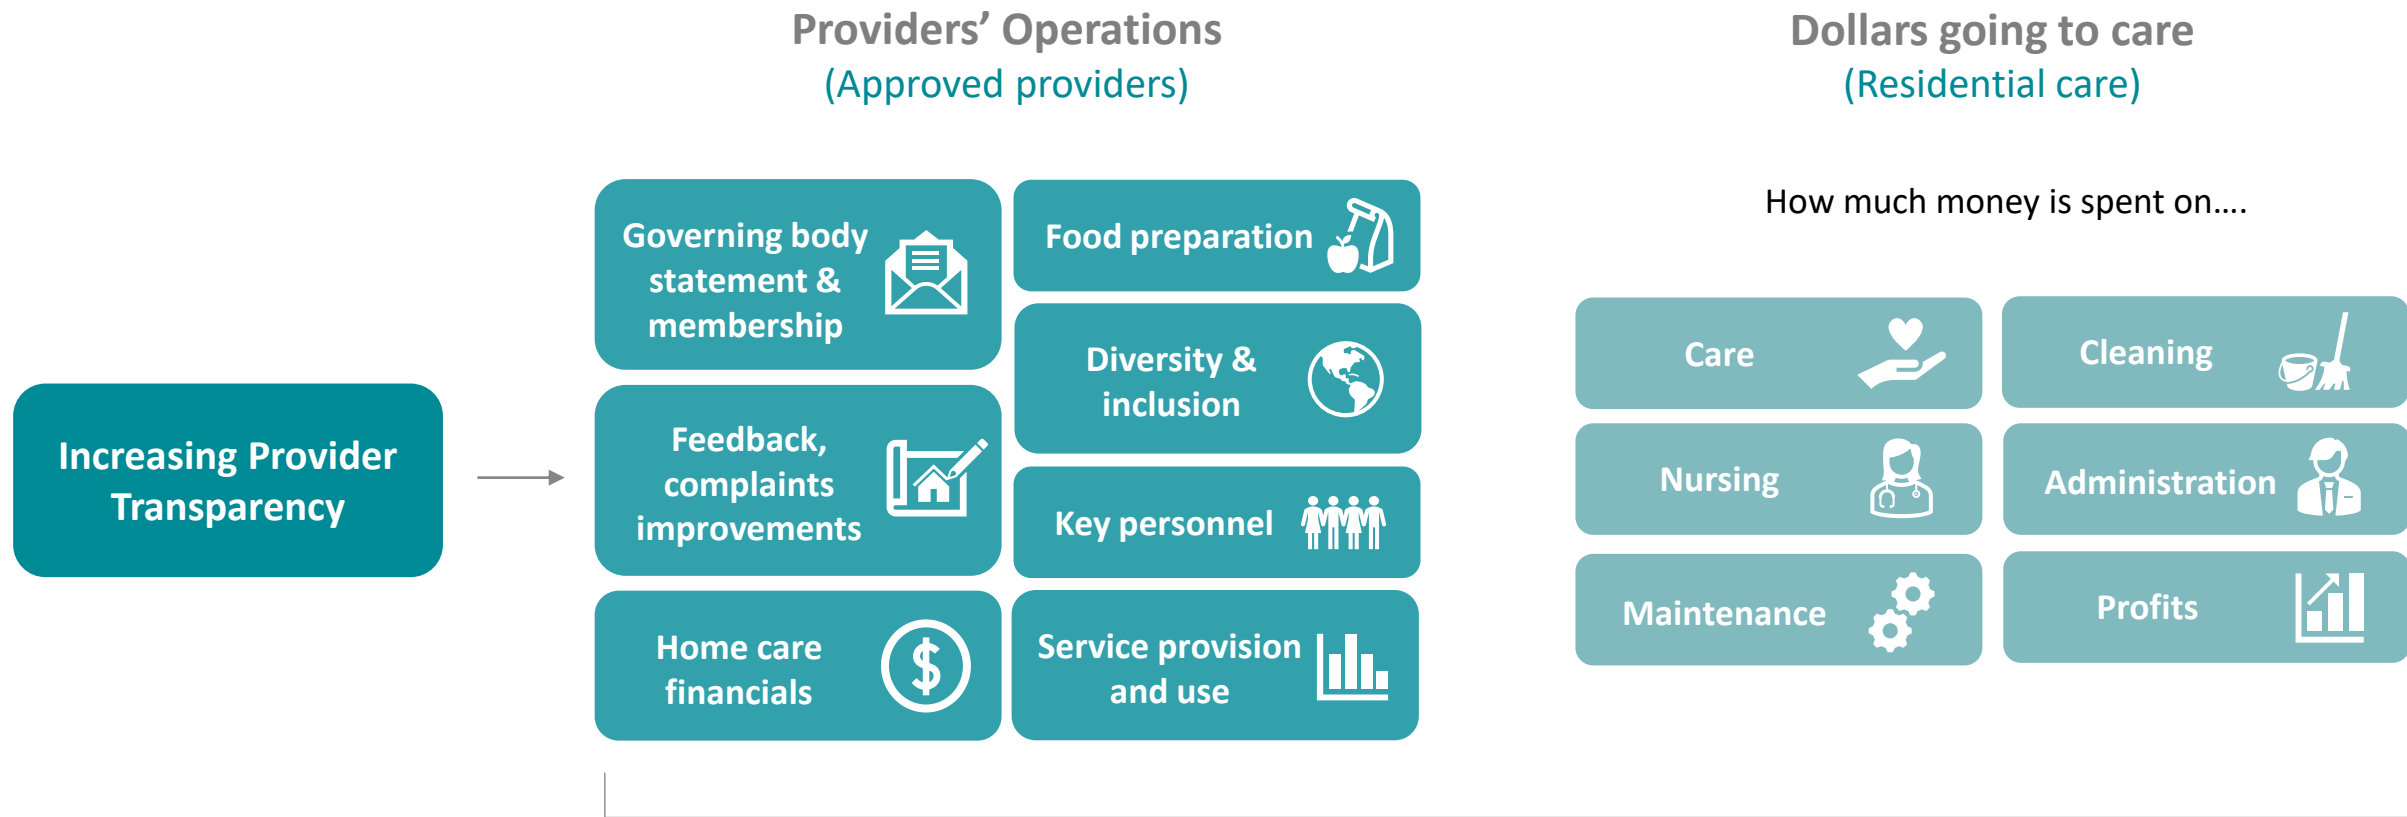 Providers’ Operations
(Approved providers)
Dollars going to care
(Residential care)
How much money is spent on….
Increasing Provider
Transparency
Governing body
statement &
membership
Food preparation
Diversity &
inclusion
Feedback,
complaints
improvements
Key personnel
Home care
financials
$
Service provision
and use
Care
Cleaning
Nursing
Administration
Maintenance
Profits